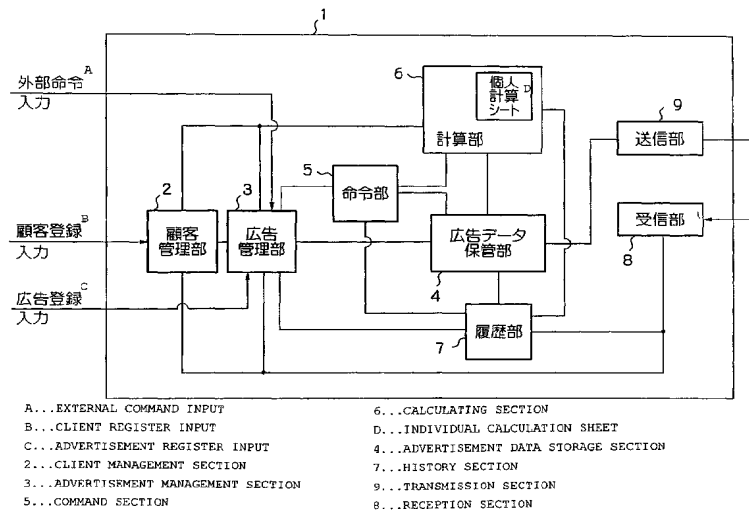 1
外部命令 A
入力
6
個人 D
計算
シート
計算部
9
送信部
5
命令部
2
3
顧客登録 B
入力
顧客
管理部
広告
管理部
広告データ
保管部
4
受信部
8
広告登録 C
入力
履歴部
7
A...EXTERNAL COMMAND INPUT
B...CLIENT REGISTER INPUT
C...ADVERTISEMENT REGISTER INPUT
2...CLIENT MANAGEMENT SECTION
3...ADVERTISEMENT MANAGEMENT SECTION
5...COMMAND SECTION
6...CALCULATING SECTION
D...INDIVIDUAL CALCULATION SHEET
4...ADVERTISEMENT DATA STORAGE SECTION
7...HISTORY SECTION
9...TRANSMISSION SECTION
8...RECEPTION SECTION